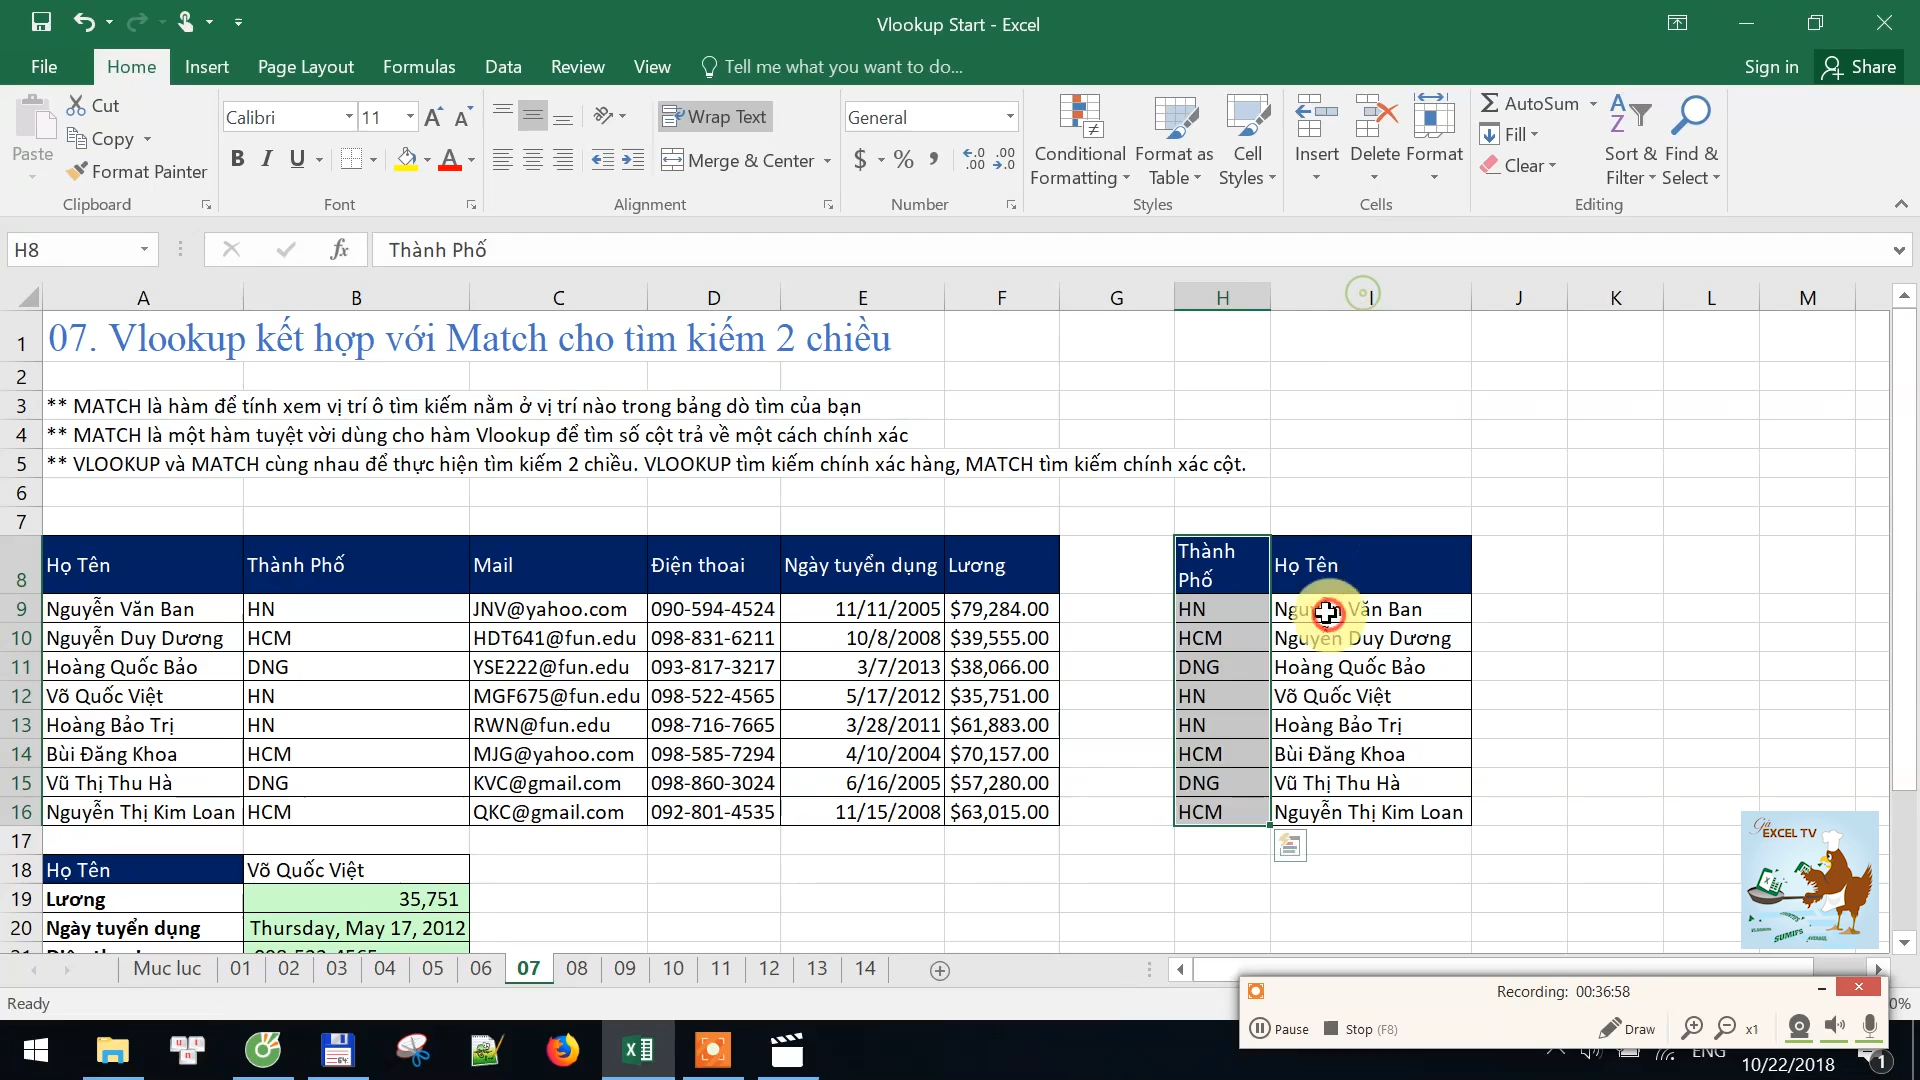 Vlookup Start - Excel
File Home Insert Page Layout Formulas Data Review View Tell me what you want to do... Sign in Share
Paste Cut Copy Format Painter Clipboard
Calibri 11 B I U A Font
Wrap Text Merge & Center Alignment
General $ % Number
Conditional Formatting Format as Table Cell Styles Styles
Insert Delete Format Cells
AutoSum Fill Clear Sort & Filter Find & Select Editing
H8 fx Thành Phố
A B C D E F G H I J K L M
1 07. Vlookup kết hợp với Match cho tìm kiếm 2 chiều
2
3 ** MATCH là hàm để tính xem vị trí ô tìm kiếm nằm ở vị trí nào trong bảng dò tìm của bạn
4 ** MATCH là một hàm tuyệt vời dùng cho hàm Vlookup để tìm số cột trả về một cách chính xác
5 ** VLOOKUP và MATCH cùng nhau để thực hiện tìm kiếm 2 chiều. VLOOKUP tìm kiếm chính xác hàng, MATCH tìm kiếm chính xác cột.
6
7
8 Họ Tên Thành Phố Mail Điện thoai Ngày tuyển dụng Lương Thành Phố Họ Tên
9 Nguyễn Văn Ban HN JNV@yahoo.com 090-594-4524 11/11/2005 $79,284.00 HN Nguyễn Văn Ban
10 Nguyễn Duy Dương HCM HDT641@fun.edu 098-831-6211 10/8/2008 $39,555.00 HCM Nguyễn Duy Dương
11 Hoàng Quốc Bảo DNG YSE222@fun.edu 093-817-3217 3/7/2013 $38,066.00 DNG Hoàng Quốc Bảo
12 Võ Quốc Việt HN MGF675@fun.edu 098-522-4565 5/17/2012 $35,751.00 HN Võ Quốc Việt
13 Hoàng Bảo Trị HN RWN@fun.edu 098-716-7665 3/28/2011 $61,883.00 HN Hoàng Bảo Trị
14 Bùi Đăng Khoa HCM MJG@yahoo.com 098-585-7294 4/10/2004 $70,157.00 HCM Bùi Đăng Khoa
15 Vũ Thị Thu Hà DNG KVC@gmail.com 098-860-3024 6/16/2005 $57,280.00 DNG Vũ Thị Thu Hà
16 Nguyễn Thị Kim Loan HCM QKC@gmail.com 092-801-4535 11/15/2008 $63,015.00 HCM Nguyễn Thị Kim Loan
17
18 Họ Tên Võ Quốc Việt
19 Lương 35,751
20 Ngày tuyển dụng Thursday, May 17, 2012
Gà EXCEL TV
SUMIFS
Muc luc 01 02 03 04 05 06 07 08 09 10 11 12 13 14
Ready 0%
Recording: 00:36:58
Pause Stop (F8) Draw x1
ENG
10/22/2018 1